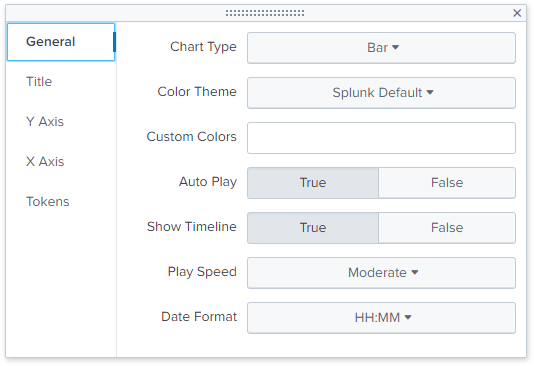 General
Title
Y Axis
X Axis
Tokens
Chart Type Bar
Color Theme Splunk Default
Custom Colors
Auto Play True False
Show Timeline True False
Play Speed Moderate
Date Format HH:MM